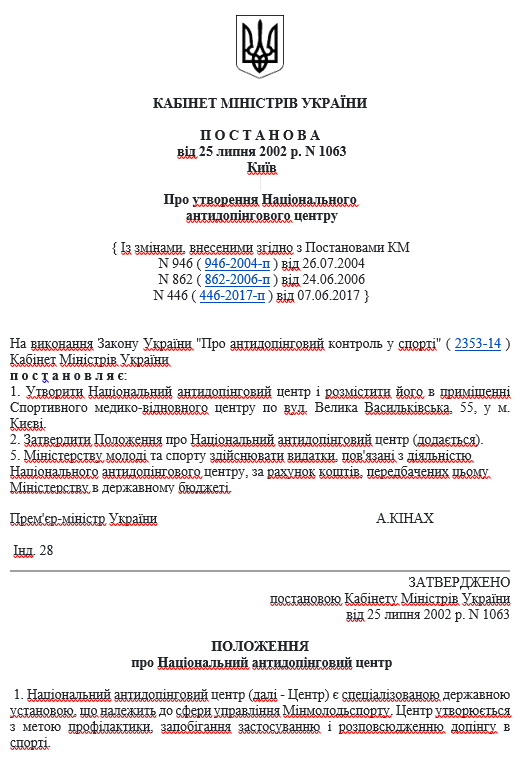 КАБІНЕТ МІНІСТРІВ УКРАЇНИ
П О С Т А Н О В А
від 25 липня 2002 р. N 1063
Київ
Про утворення Національного
антидопінгового центру
{ Із змінами, внесеними згідно з Постановами КМ
N 946 ( 946-2004-п ) від 26.07.2004
N 862 ( 862-2006-п ) від 24.06.2006
N 446 ( 446-2017-п ) від 07.06.2017 }
На виконання Закону України "Про антидопінговий контроль у спорті" ( 2353-14 )
Кабінет Міністрів України
п о с т а н о в л я є:
1. Утворити Національний антидопінговий центр і розмістити його в приміщенні
Спортивного медико-відновного центру по вул. Велика Васильківська, 55, у м.
Києві.
2. Затвердити Положення про Національний антидопінговий центр (додається).
5. Міністерству молоді та спорту здійснювати видатки, пов'язані з діяльністю
Національного антидопінгового центру, за рахунок коштів, передбачених цьому
Міністерству в державному бюджеті.
Прем'єр-міністр України А.КІНАХ
Інд. 28
ЗАТВЕРДЖЕНО
постановою Кабінету Міністрів України
від 25 липня 2002 р. N 1063
ПОЛОЖЕННЯ
про Національний антидопінговий центр
1. Національний антидопінговий центр (далі - Центр) є спеціалізованою державною
установою, що належить до сфери управління Мінмолодьспорту. Центр утворюється
з метою профілактики, запобігання застосуванню і розповсюдженню допінгу в
спорті.